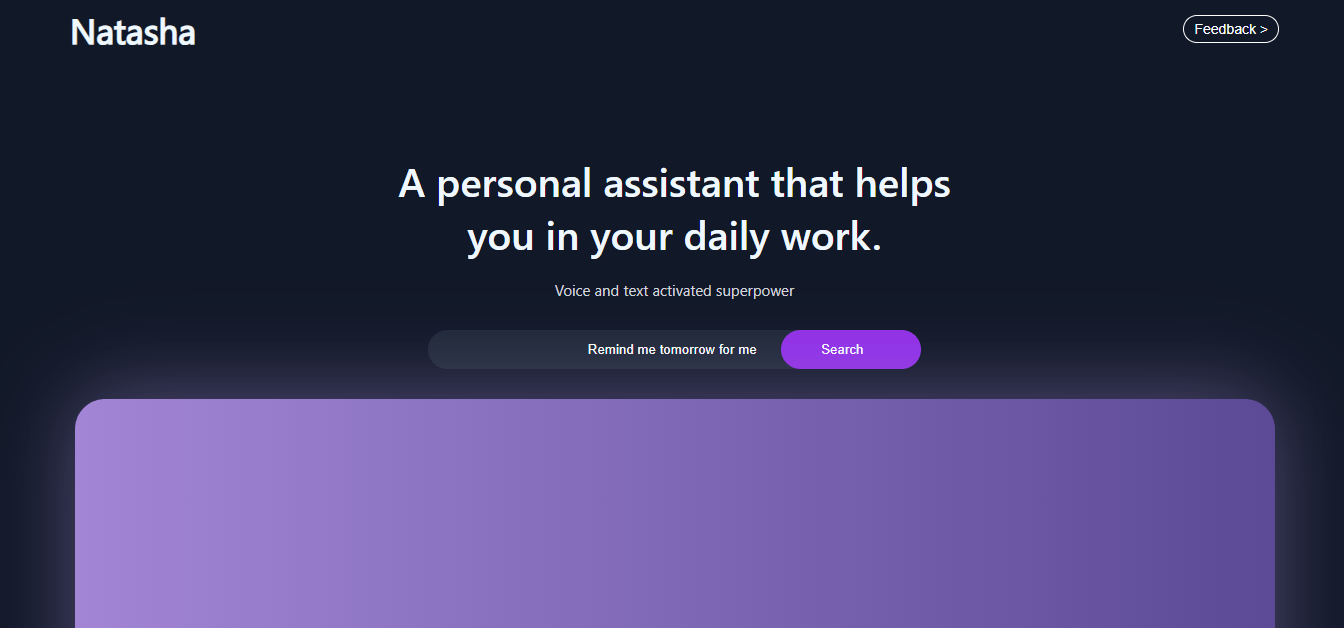 Natasha
Feedback >
A personal assistant that helps
you in your daily work.
Voice and text activated superpower
Remind me tomorrow for me
Search